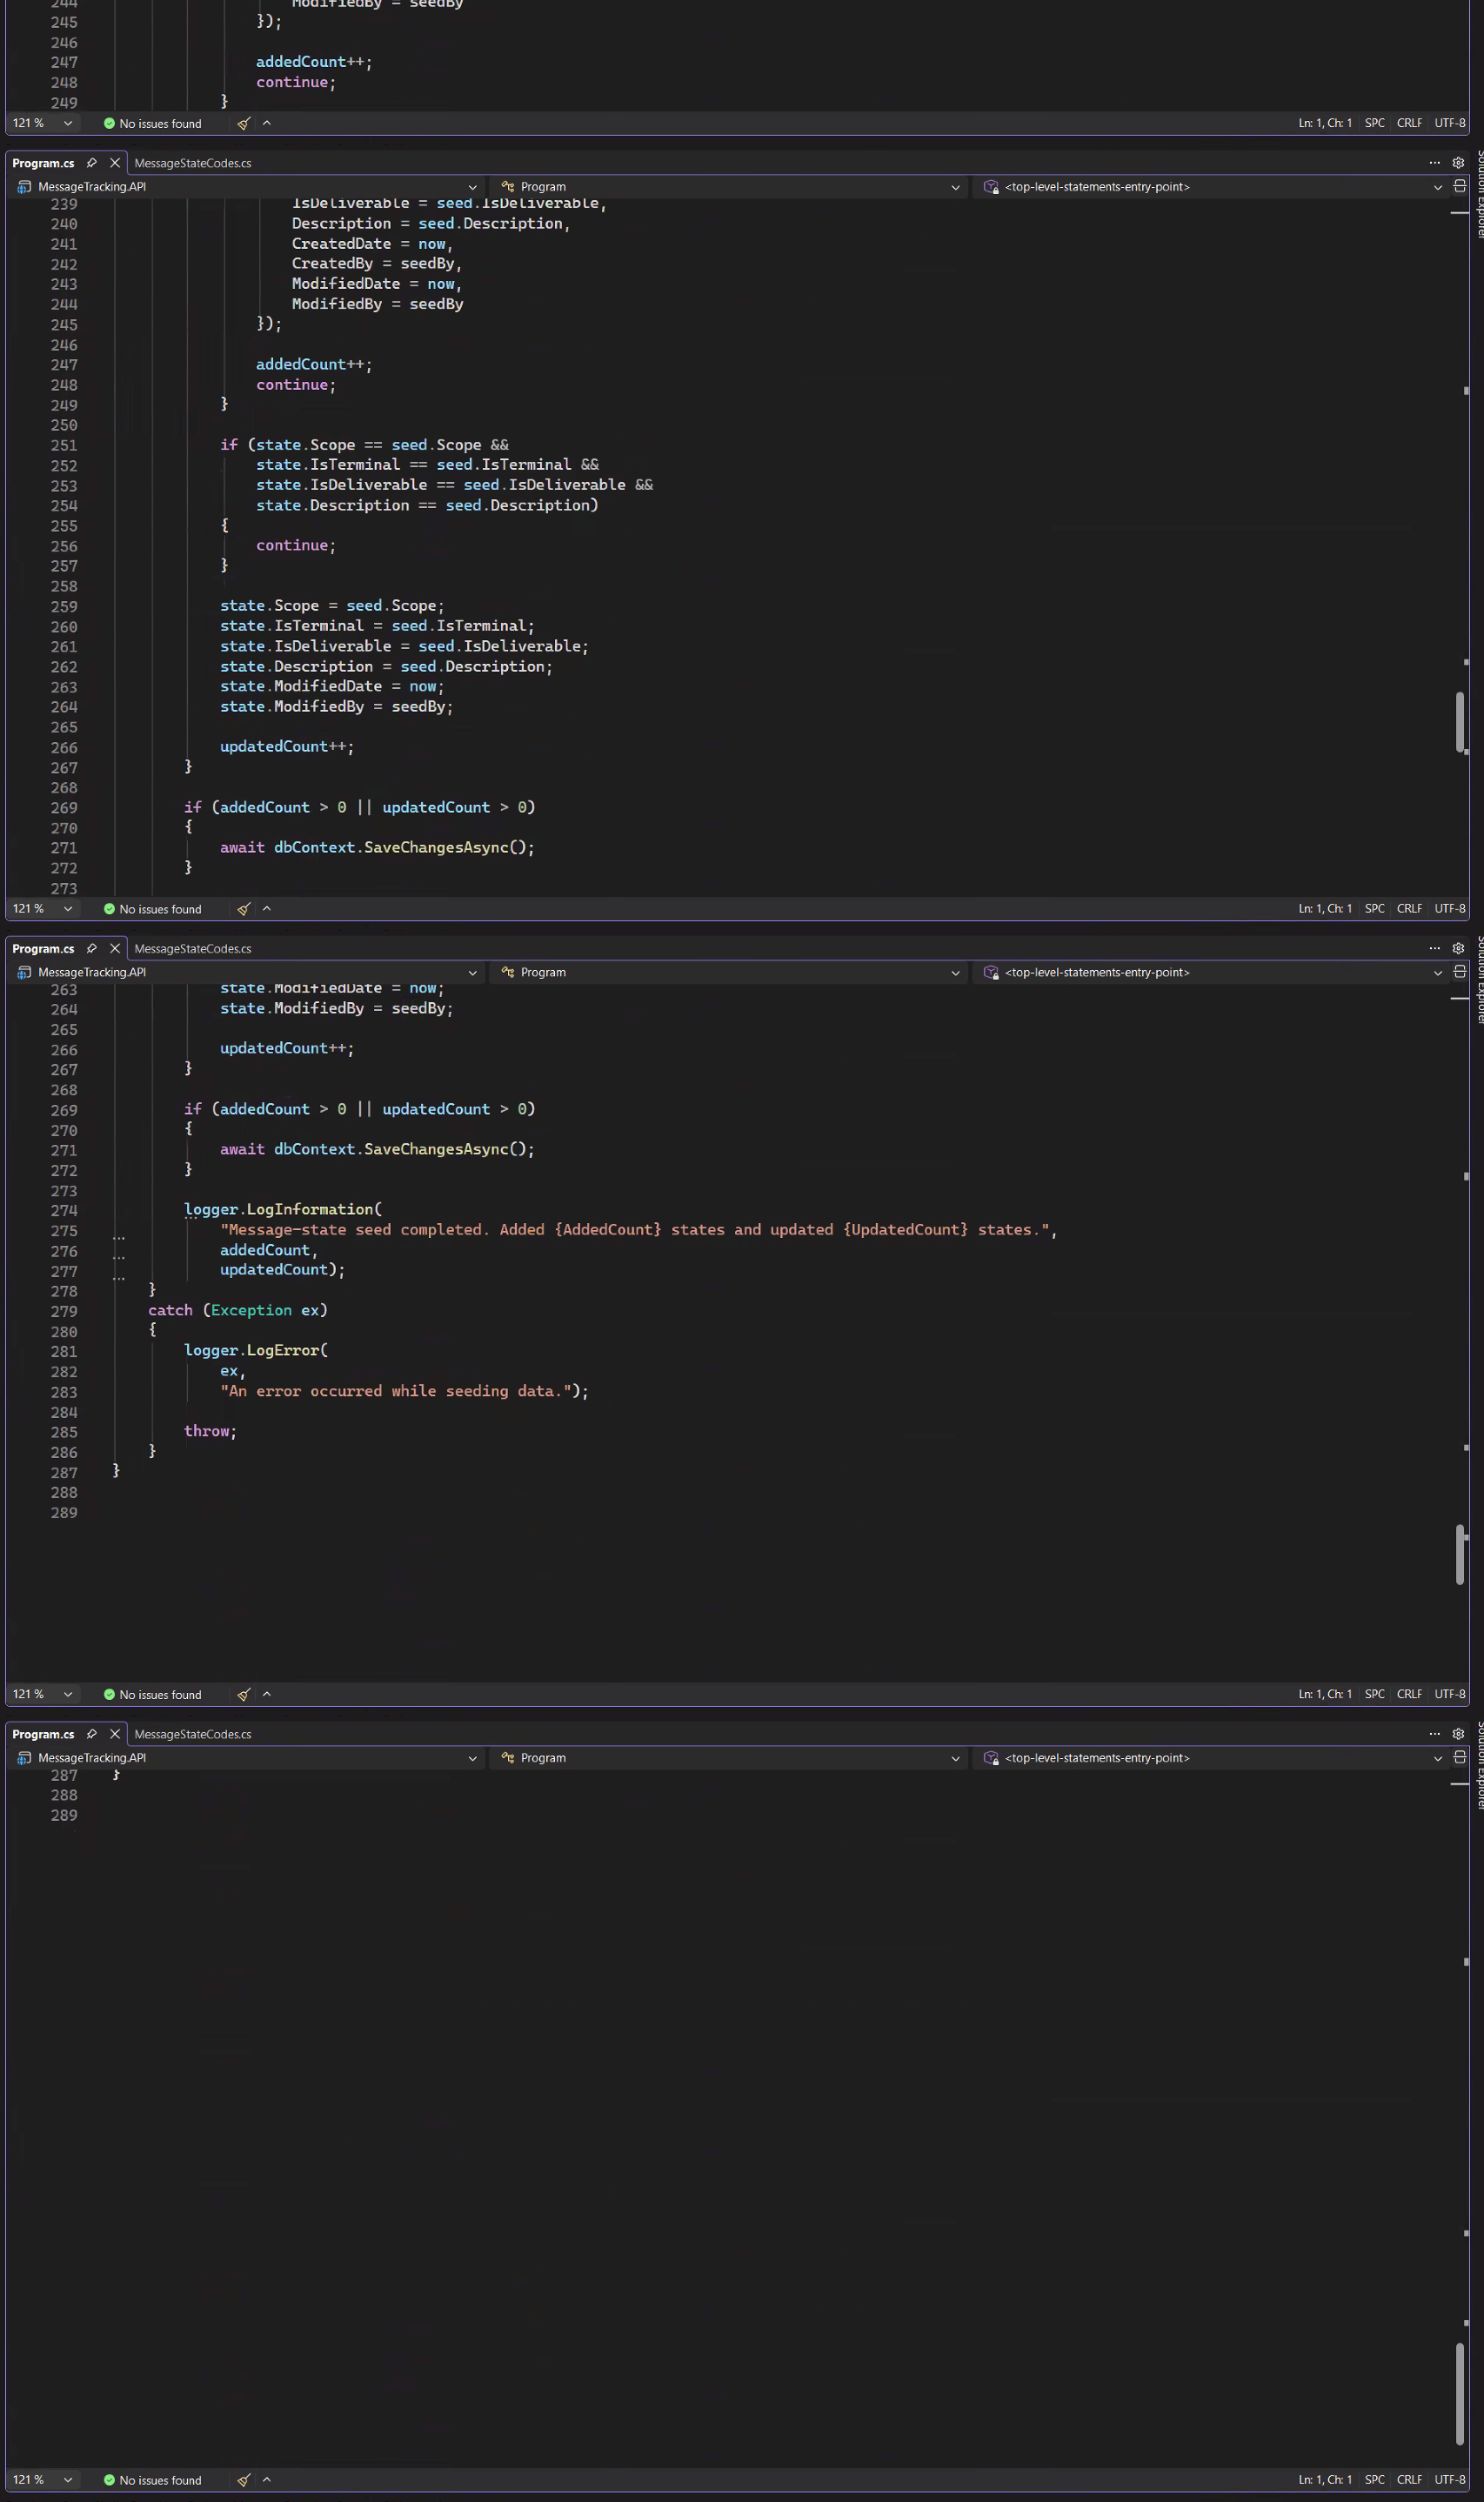 244 ModifiedBy = seedBy
245 });
246
247 addedCount++;
248 continue;
249 }
121 % No issues found Ln: 1, Ch: 1 SPC CRLF UTF-8
Program.cs MessageStateCodes.cs
MessageTracking.API Program <top-level-statements-entry-point>
Solution Explorer
239 IsDeliverable = seed.IsDeliverable,
240 Description = seed.Description,
241 CreatedDate = now,
242 CreatedBy = seedBy,
243 ModifiedDate = now,
244 ModifiedBy = seedBy
245 });
246
247 addedCount++;
248 continue;
249 }
250
251 if (state.Scope == seed.Scope &&
252 state.IsTerminal == seed.IsTerminal &&
253 state.IsDeliverable == seed.IsDeliverable &&
254 state.Description == seed.Description)
255 {
256 continue;
257 }
258
259 state.Scope = seed.Scope;
260 state.IsTerminal = seed.IsTerminal;
261 state.IsDeliverable = seed.IsDeliverable;
262 state.Description = seed.Description;
263 state.ModifiedDate = now;
264 state.ModifiedBy = seedBy;
265
266 updatedCount++;
267 }
268
269 if (addedCount > 0 || updatedCount > 0)
270 {
271 await dbContext.SaveChangesAsync();
272 }
273
121 % No issues found Ln: 1, Ch: 1 SPC CRLF UTF-8
Program.cs MessageStateCodes.cs
MessageTracking.API Program <top-level-statements-entry-point>
Solution Explorer
263 state.ModifiedDate = now;
264 state.ModifiedBy = seedBy;
265
266 updatedCount++;
267 }
268
269 if (addedCount > 0 || updatedCount > 0)
270 {
271 await dbContext.SaveChangesAsync();
272 }
273
274 logger.LogInformation(
275 "Message-state seed completed. Added {AddedCount} states and updated {UpdatedCount} states.",
276 addedCount,
277 updatedCount);
278 }
279 catch (Exception ex)
280 {
281 logger.LogError(
282 ex,
283 "An error occurred while seeding data.");
284
285 throw;
286 }
287 }
288
289
121 % No issues found Ln: 1, Ch: 1 SPC CRLF UTF-8
Program.cs MessageStateCodes.cs
MessageTracking.API Program <top-level-statements-entry-point>
Solution Explorer
287 }
288
289
121 % No issues found Ln: 1, Ch: 1 SPC CRLF UTF-8